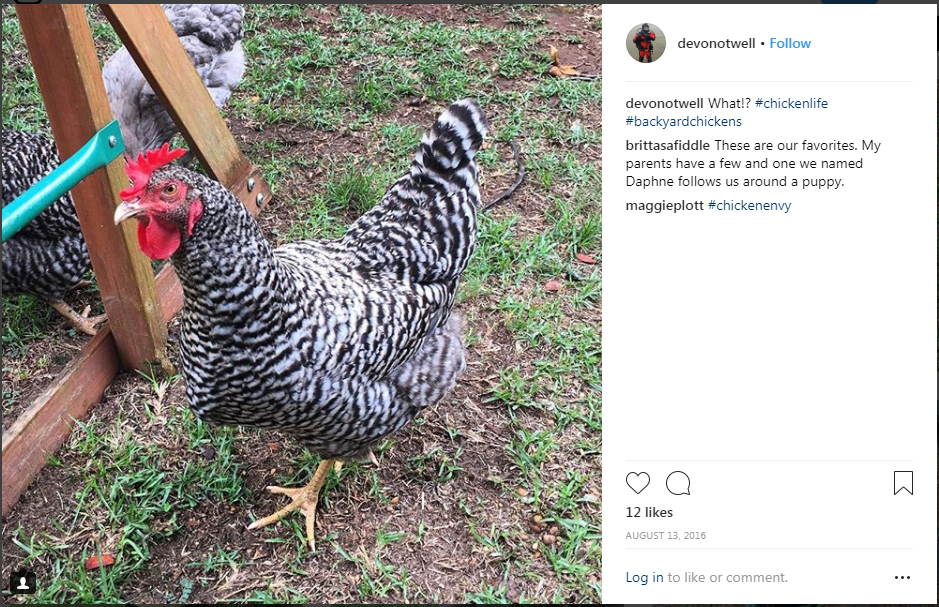 devonotwell • Follow
devonotwell What!? #chickenlife
#backyardchickens
brittasafiddle These are our favorites. My
parents have a few and one we named
Daphne follows us around a puppy.
maggieplott #chickenenvy
12 likes
AUGUST 13, 2016
Log in to like or comment.